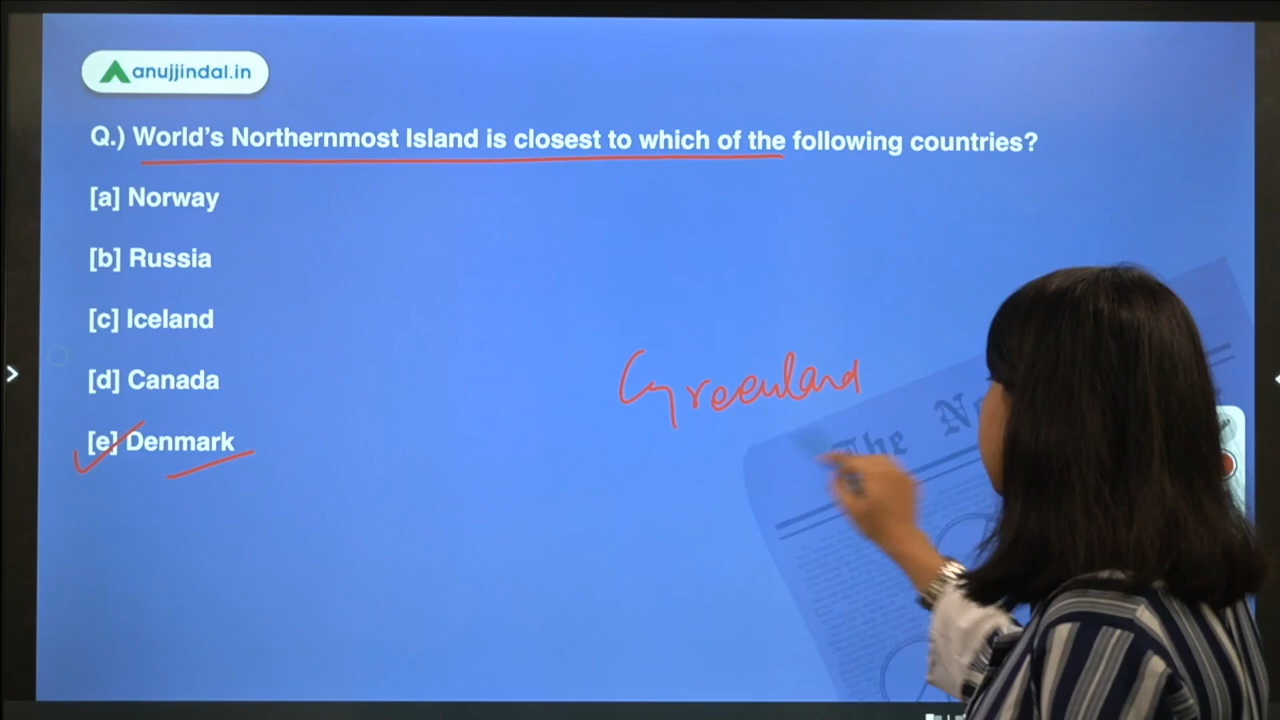 anujjindal.in
Q.) World's Northernmost Island is closest to which of the following countries?
[a] Norway
[b] Russia
[c] Iceland
[d] Canada
Greenland
[e] Denmark
The